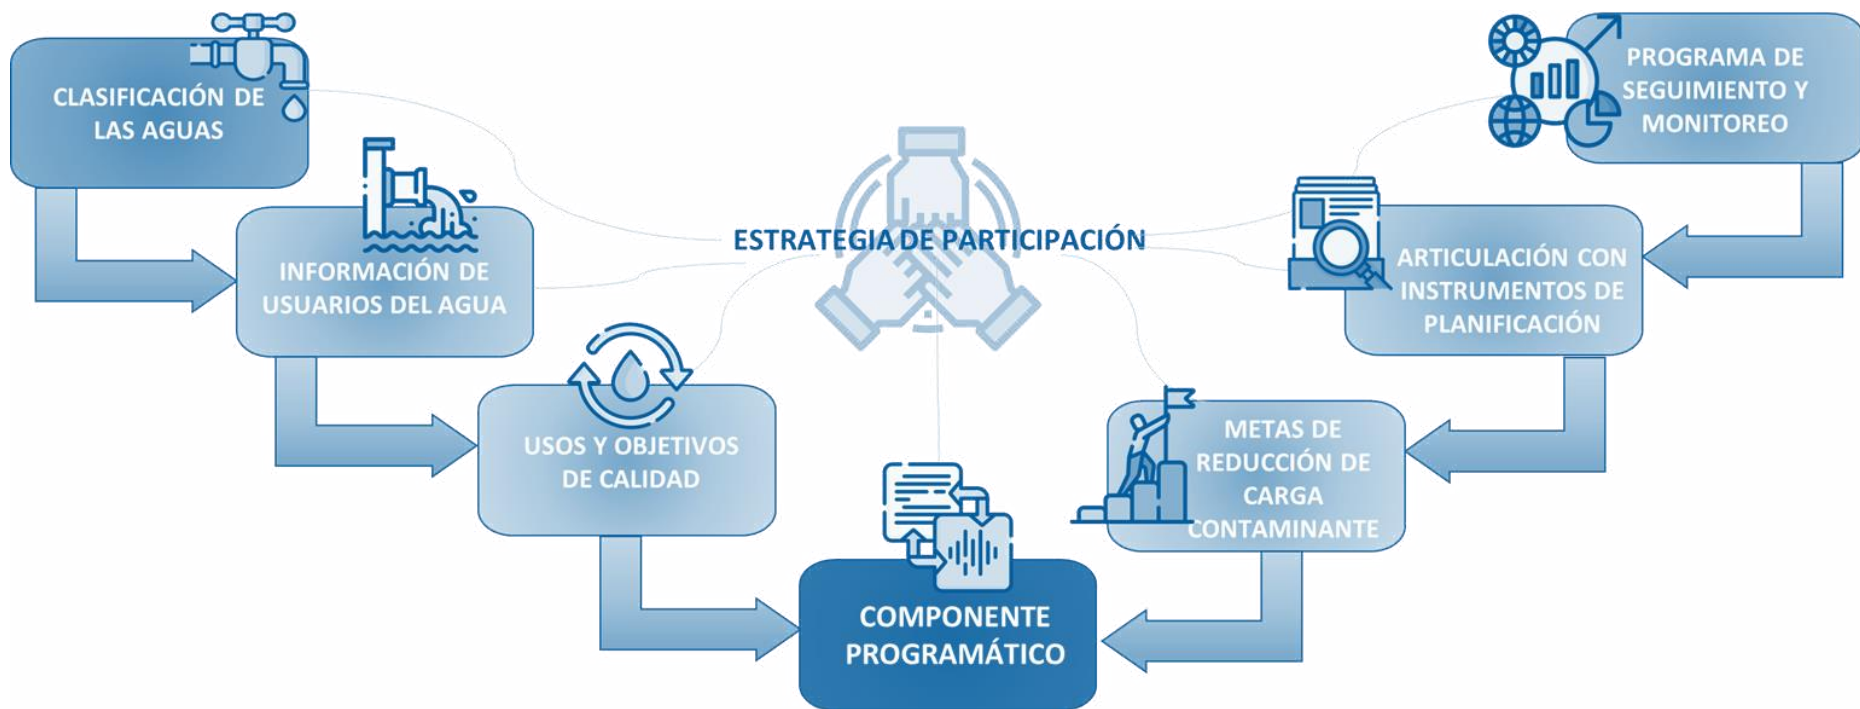 CLASIFICACIÓN DE
LAS AGUAS
INFORMACIÓN DE
USUARIOS DEL AGUA
USOS Y OBJETIVOS
DE CALIDAD
COMPONENTE
PROGRAMÁTICO
ESTRATEGIA DE PARTICIPACIÓN
PROGRAMA DE
SEGUIMIENTO Y
MONITOREO
ARTICULACIÓN CON
INSTRUMENTOS DE
PLANIFICACIÓN
METAS DE
REDUCCIÓN DE
CARGA
CONTAMINANTE